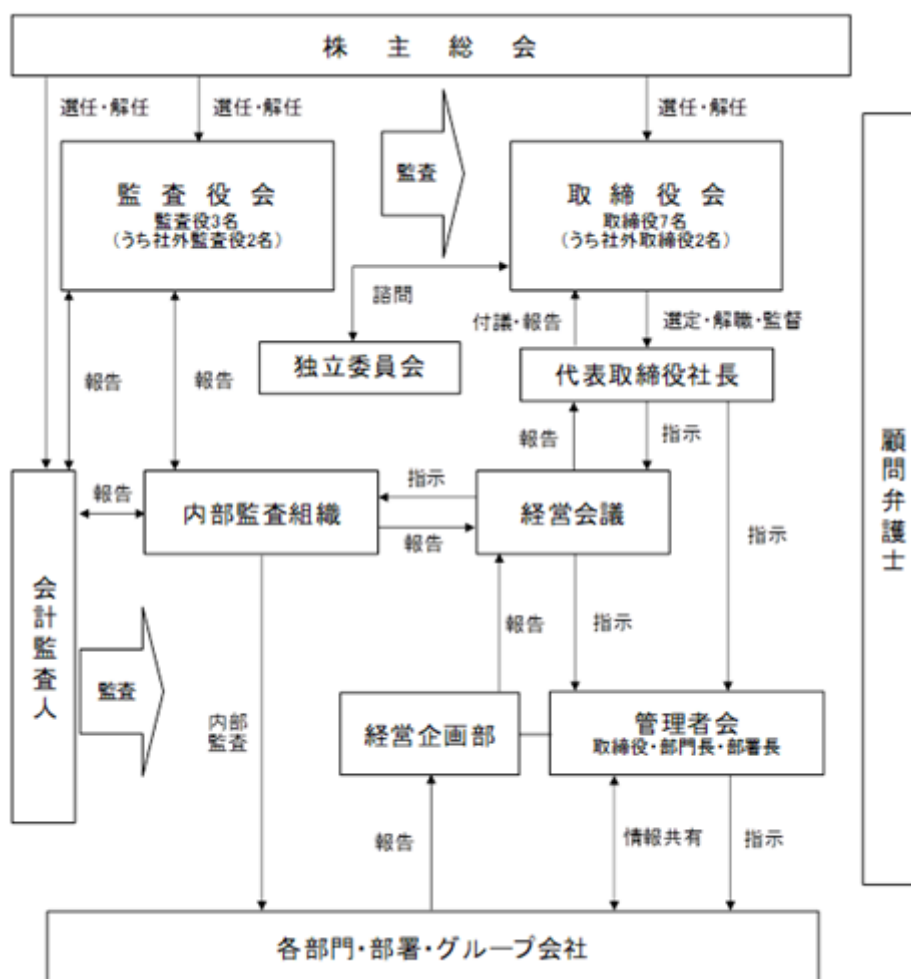 株主総会
選任・解任
選任・解任
選任・解任
監査役会
監査役3名
(うち社外監査役2名)
監査
取締役会
取締役7名
(うち社外取締役2名)
諮問
付議・報告
選定・解職・監督
独立委員会
代表取締役社長
報告
報告
報告
指示
顧問弁護士
報告
内部監査組織
指示
報告
経営会議
指示
会計監査人
監査
報告
指示
内部
監査
経営企画部
管理者会
取締役・部門長・部署長
報告
情報共有
指示
各部門・部署・グループ会社